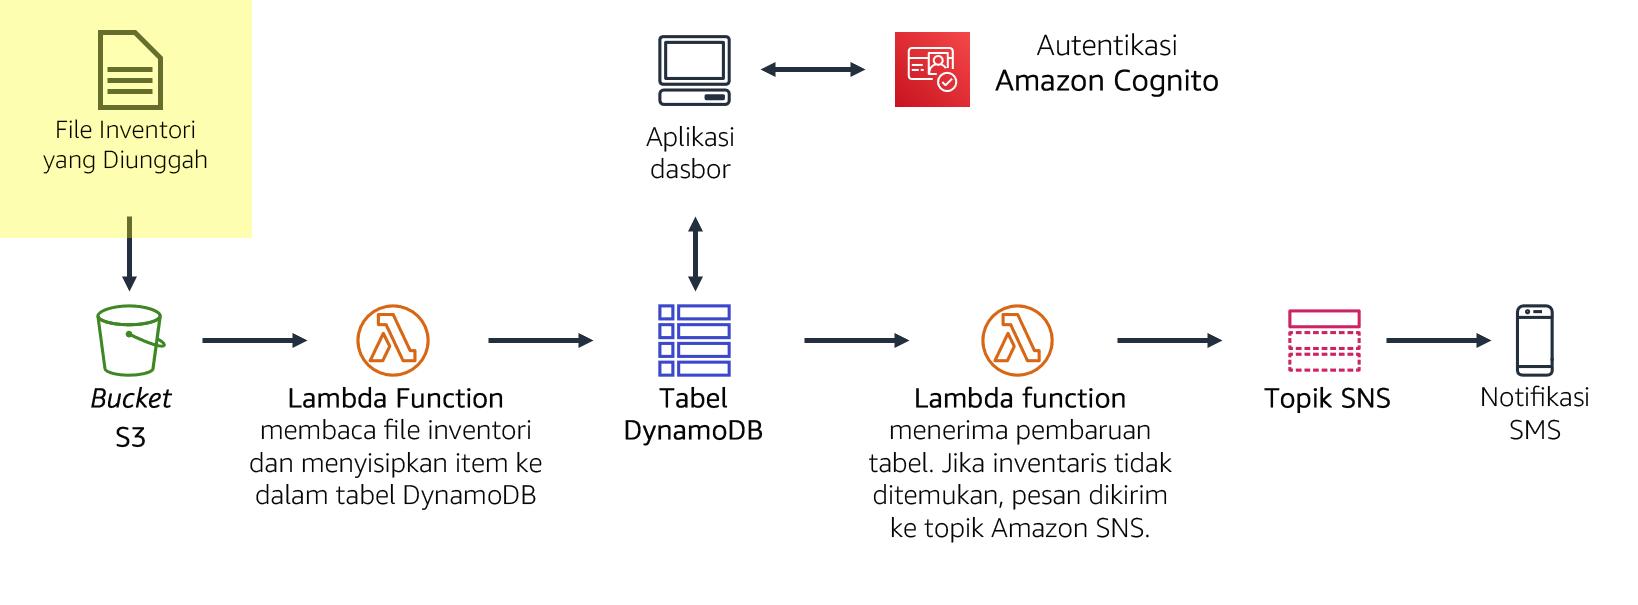 File Inventori
yang Diunggah
Aplikasi
dasbor
Autentikasi
Amazon Cognito
Bucket
S3
Lambda Function
membaca file inventori
dan menyisipkan item ke
dalam tabel DynamoDB
Tabel
DynamoDB
Lambda function
menerima pembaruan
tabel. Jika inventaris tidak
ditemukan, pesan dikirim
ke topik Amazon SNS.
Topik SNS
Notifikasi
SMS